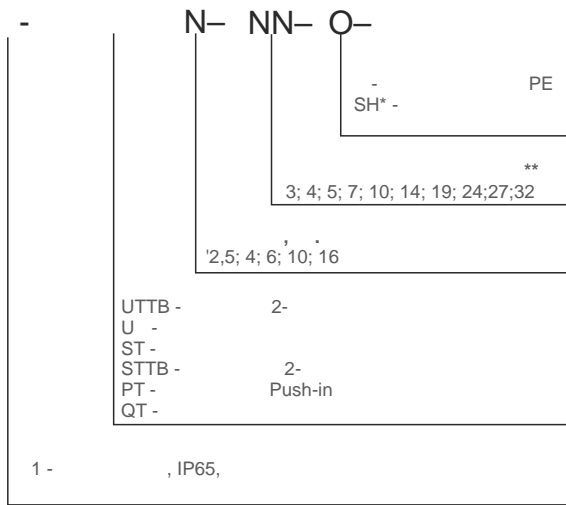 - N– NN– O–
- PE
SH* -
**
3; 4; 5; 7; 10; 14; 19; 24;27;32
, .
'2,5; 4; 6; 10; 16
UTTB - 2-
U -
ST -
STTB - 2-
PT - Push-in
QT -
1 - , IP65,